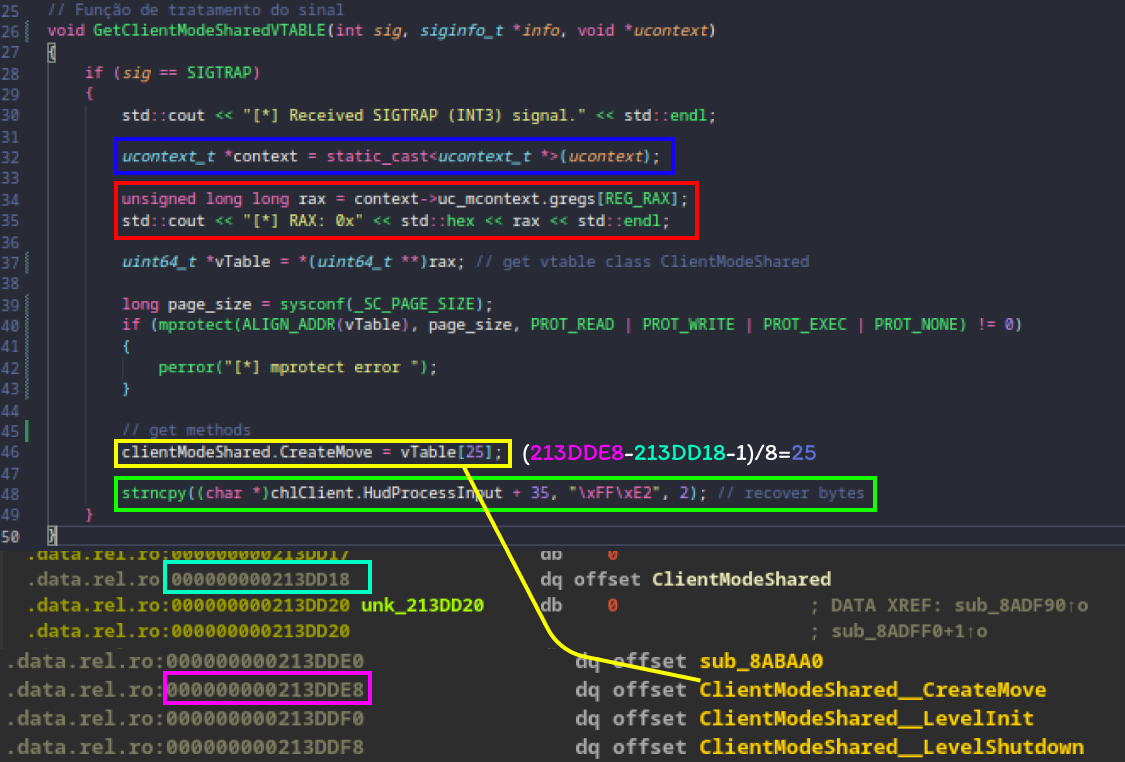 25 // Função de tratamento do sinal
26 void GetClientModeSharedVTABLE(int sig, siginfo_t *info, void *ucontext)
27 {
28 if (sig == SIGTRAP)
29 {
30 std::cout << "[*] Received SIGTRAP (INT3) signal." << std::endl;
31
32 ucontext_t *context = static_cast<ucontext_t *>(ucontext);
33
34 unsigned long long rax = context->uc_mcontext.gregs[REG_RAX];
35 std::cout << "[*] RAX: 0x" << std::hex << rax << std::endl;
36
37 uint64_t *vTable = *(uint64_t **)rax; // get vtable class ClientModeShared
38
39 long page_size = sysconf(_SC_PAGE_SIZE);
40 if (mprotect(ALIGN_ADDR(vTable), page_size, PROT_READ | PROT_WRITE | PROT_EXEC | PROT_NONE) != 0)
41 {
42 perror("[*] mprotect error ");
43 }
44
45 // get methods
46 clientModeShared.CreateMove = vTable[25]; (213DDE8-213DD18-1)/8=25
47
48 strncpy((char *)chlClient.HudProcessInput + 35, "\xFF\xE2", 2); // recover bytes
49 }
50 }
.data.rel.ro:000000000213DD17 db 0
.data.rel.ro 000000000213DD18 dq offset ClientModeShared
.data.rel.ro:000000000213DD20 unk_213DD20 db 0 ; DATA XREF: sub_8ADF90↑o
.data.rel.ro:000000000213DD20 ; sub_8ADFF0+1↑o
.data.rel.ro:000000000213DDE0 dq offset sub_8ABAA0
.data.rel.ro:000000000213DDE8 dq offset ClientModeShared__CreateMove
.data.rel.ro:000000000213DDF0 dq offset ClientModeShared__LevelInit
.data.rel.ro:000000000213DDF8 dq offset ClientModeShared__LevelShutdown